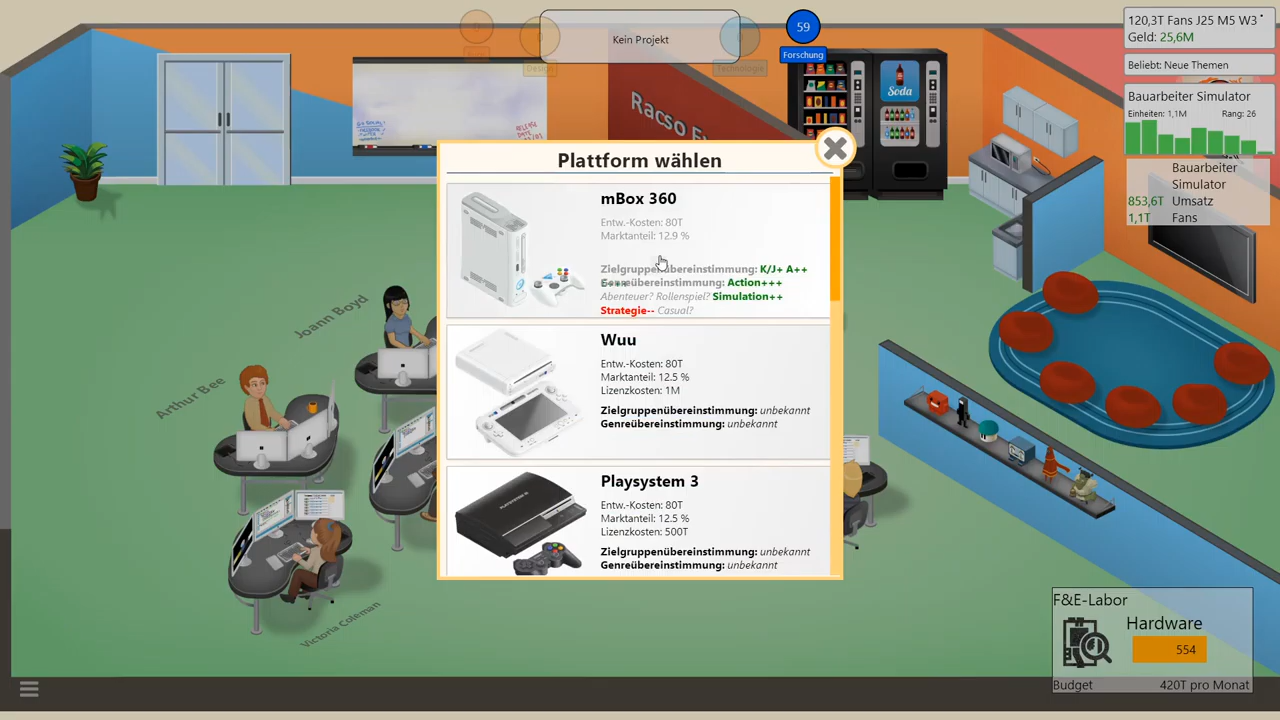 Kein Projekt
59
Forschung
Design
Technologie
120,3T Fans J25 M5 W3
Geld: 25,6M
Beliebt: Neue Themen
Bauarbeiter Simulator
Einheiten: 1,1M
Rang: 26
Bauarbeiter
Simulator
853,6T Umsatz
1,1T Fans
Soda
RELEASE
Racso E
Joann Boyd
Arthur Bee
Victoria Coleman
Plattform wählen
mBox 360
Entw.-Kosten: 80T
Marktanteil: 12.9 %
Zielgruppenübereinstimmung: K/J+ A++
Genreübereinstimmung: Action+++
Abenteuer? Rollenspiel? Simulation++
Strategie-- Casual?
Wuu
Entw.-Kosten: 80T
Marktanteil: 12.5 %
Lizenzkosten: 1M
Zielgruppenübereinstimmung: unbekannt
Genreübereinstimmung: unbekannt
Playsystem 3
Entw.-Kosten: 80T
Marktanteil: 12.5 %
Lizenzkosten: 500T
Zielgruppenübereinstimmung: unbekannt
Genreübereinstimmung: unbekannt
F&E-Labor
Hardware
554
Budget
420T pro Monat